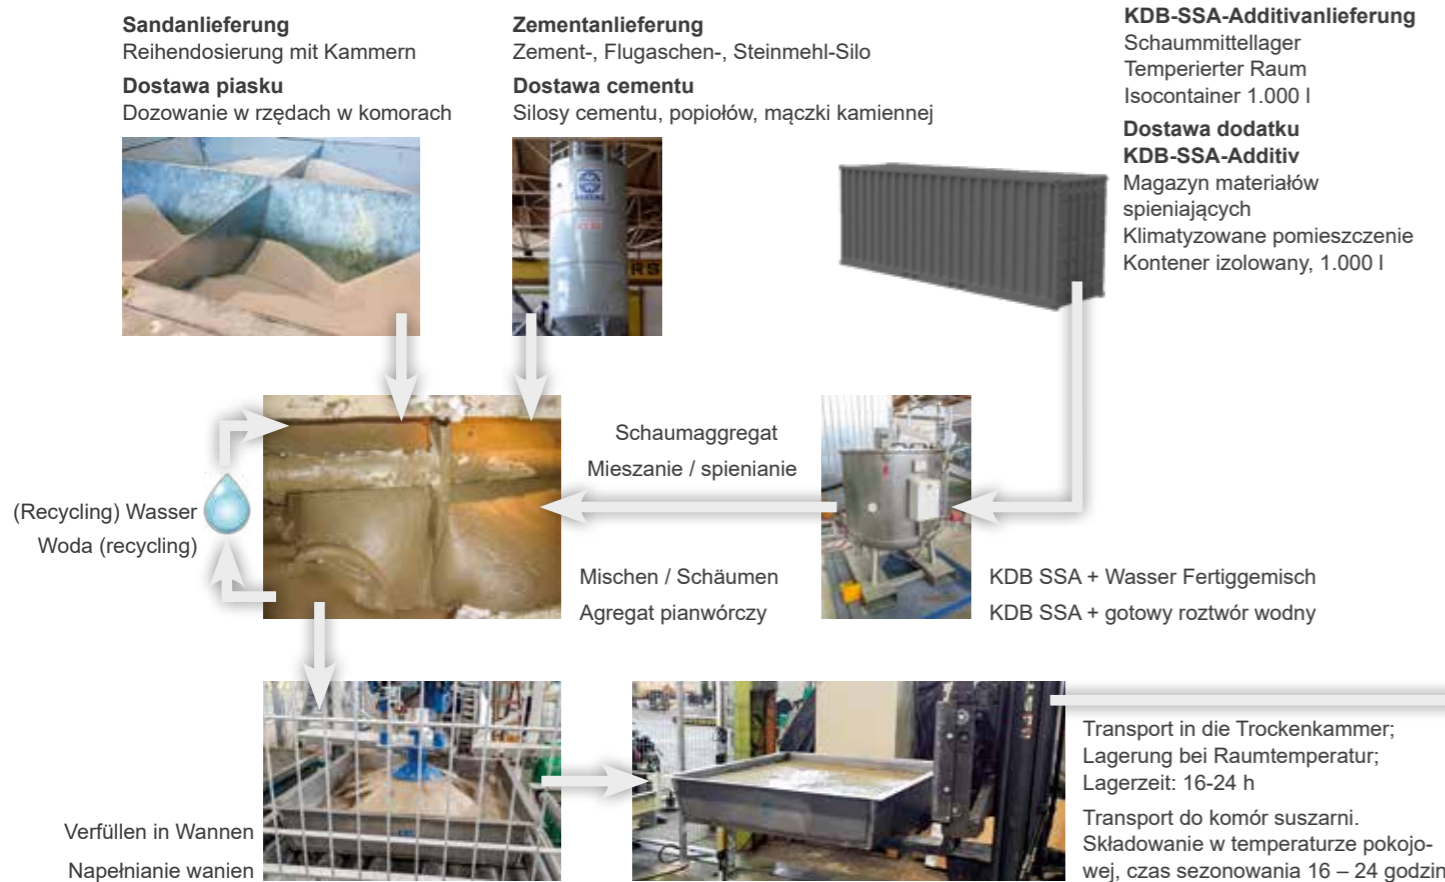 Sandanlieferung
Reihendosierung mit Kammern
Dostawa piasku
Dozowanie w rzędach w komorach
Zementanlieferung
Zement-, Flugaschen-, Steinmehl-Silo
Dostawa cementu
Silosy cementu, popiołów, mączki kamiennej
KDB-SSA-Additivanlieferung
Schaummittellager
Temperierter Raum
Isocontainer 1.000 l
Dostawa dodatku
KDB-SSA-Additiv
Magazyn materiałów
spieniających
Klimatyzowane pomieszczenie
Kontener izolowany, 1.000 l
RS
Schaumaggregat
Mieszanie / spienianie
(Recycling) Wasser
Woda (recycling)
Mischen / Schäumen
Agregat pianwórczy
KDB SSA + Wasser Fertiggemisch
KDB SSA + gotowy roztwór wodny
Verfüllen in Wannen
Napełnianie wanien
Transport in die Trockenkammer;
Lagerung bei Raumtemperatur;
Lagerzeit: 16-24 h
Transport do komór suszarni.
Składowanie w temperaturze pokojo-
wej, czas sezonowania 16 – 24 godzin